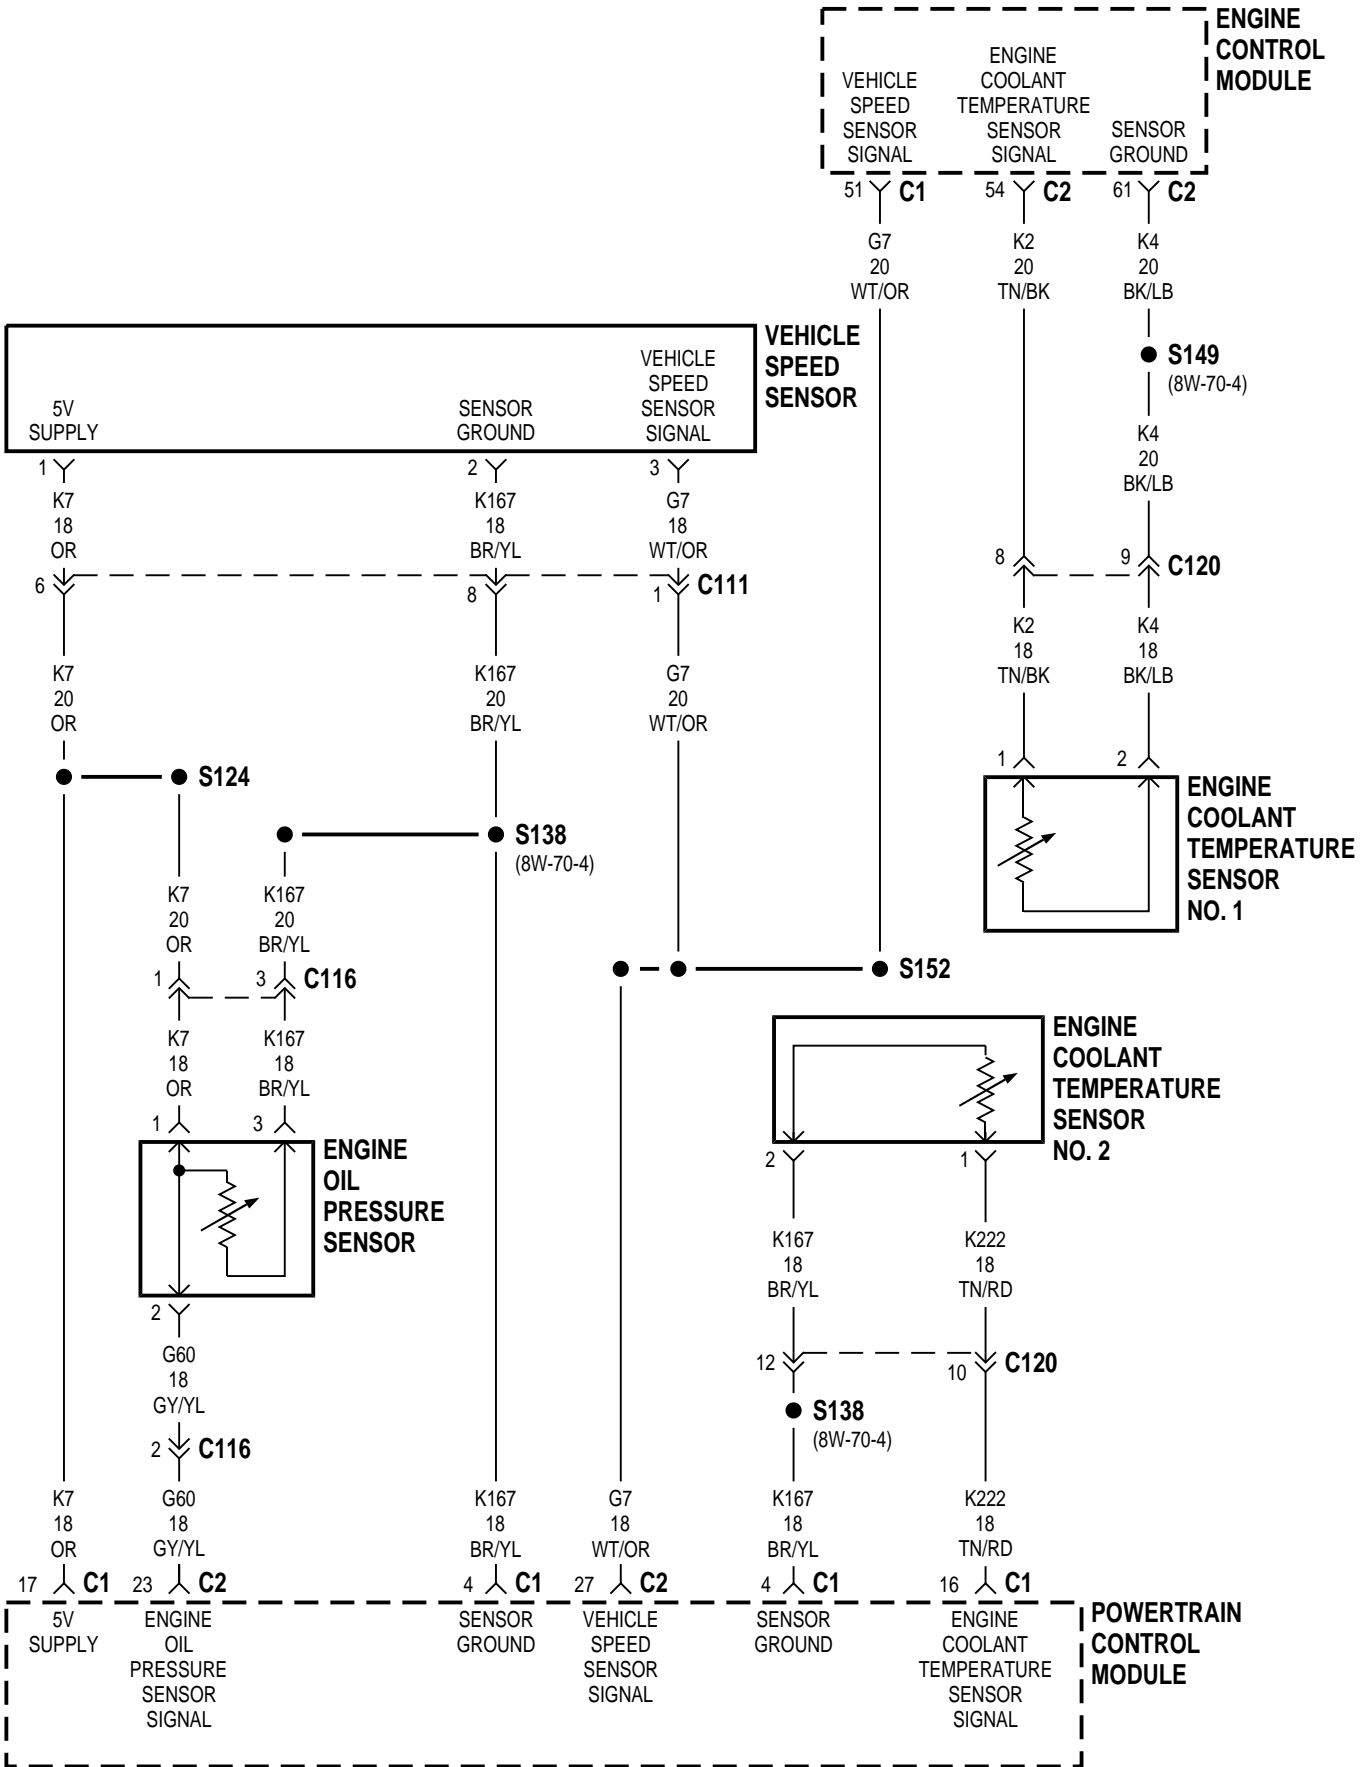 ENGINE
CONTROL
MODULE
VEHICLE
SPEED
SENSOR
SIGNAL
ENGINE
COOLANT
TEMPERATURE
SENSOR
SIGNAL
SENSOR
GROUND
51 C1
54 C2
61 C2
G7
20
WT/OR
K2
20
TN/BK
K4
20
BK/LB
S149
(8W-70-4)
K4
20
BK/LB
8
9
C120
K2
18
TN/BK
K4
18
BK/LB
1
2
ENGINE
COOLANT
TEMPERATURE
SENSOR
NO. 1
VEHICLE
SPEED
SENSOR
5V
SUPPLY
SENSOR
GROUND
VEHICLE
SPEED
SENSOR
SIGNAL
1
2
3
K7
18
OR
K167
18
BR/YL
G7
18
WT/OR
6
8
1
C111
K7
20
OR
K167
20
BR/YL
G7
20
WT/OR
S124
S138
(8W-70-4)
K7
20
OR
K167
20
BR/YL
1
3
C116
S152
K7
18
OR
K167
18
BR/YL
1
3
ENGINE
OIL
PRESSURE
SENSOR
2
G60
18
GY/YL
2
C116
ENGINE
COOLANT
TEMPERATURE
SENSOR
NO. 2
2
1
K167
18
BR/YL
K222
18
TN/RD
12
10
C120
S138
(8W-70-4)
K7
18
OR
G60
18
GY/YL
K167
18
BR/YL
G7
18
WT/OR
K167
18
BR/YL
K222
18
TN/RD
17 C1
23 C2
4 C1
27 C2
4 C1
16 C1
5V
SUPPLY
ENGINE
OIL
PRESSURE
SENSOR
SIGNAL
SENSOR
GROUND
VEHICLE
SPEED
SENSOR
SIGNAL
SENSOR
GROUND
ENGINE
COOLANT
TEMPERATURE
SENSOR
SIGNAL
POWERTRAIN
CONTROL
MODULE